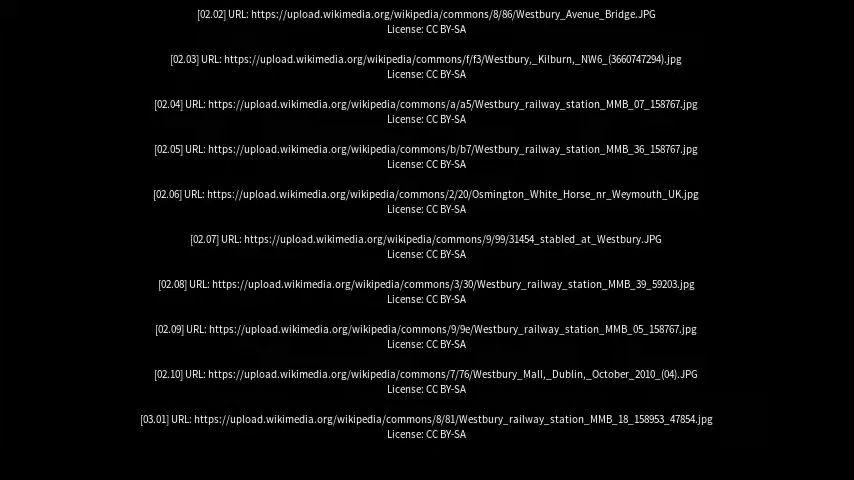 [02.02] URL: https://upload.wikimedia.org/wikipedia/commons/8/86/Westbury_Avenue_Bridge.JPG
License: CC BY-SA
[02.03] URL: https://upload.wikimedia.org/wikipedia/commons/f/f3/Westbury,_Kilburn,_NW6_(3660747294).jpg
License: CC BY-SA
[02.04] URL: https://upload.wikimedia.org/wikipedia/commons/a/a5/Westbury_railway_station_MMB_07_158767.jpg
License: CC BY-SA
[02.05] URL: https://upload.wikimedia.org/wikipedia/commons/b/b7/Westbury_railway_station_MMB_36_158767.jpg
License: CC BY-SA
[02.06] URL: https://upload.wikimedia.org/wikipedia/commons/2/20/Osmington_White_Horse_nr_Weymouth_UK.jpg
License: CC BY-SA
[02.07] URL: https://upload.wikimedia.org/wikipedia/commons/9/99/31454_stabled_at_Westbury.JPG
License: CC BY-SA
[02.08] URL: https://upload.wikimedia.org/wikipedia/commons/3/30/Westbury_railway_station_MMB_39_59203.jpg
License: CC BY-SA
[02.09] URL: https://upload.wikimedia.org/wikipedia/commons/9/9e/Westbury_railway_station_MMB_05_158767.jpg
License: CC BY-SA
[02.10] URL: https://upload.wikimedia.org/wikipedia/commons/7/76/Westbury_Mall,_Dublin,_October_2010_(04).JPG
License: CC BY-SA
[03.01] URL: https://upload.wikimedia.org/wikipedia/commons/8/81/Westbury_railway_station_MMB_18_158953_47854.jpg
License: CC BY-SA